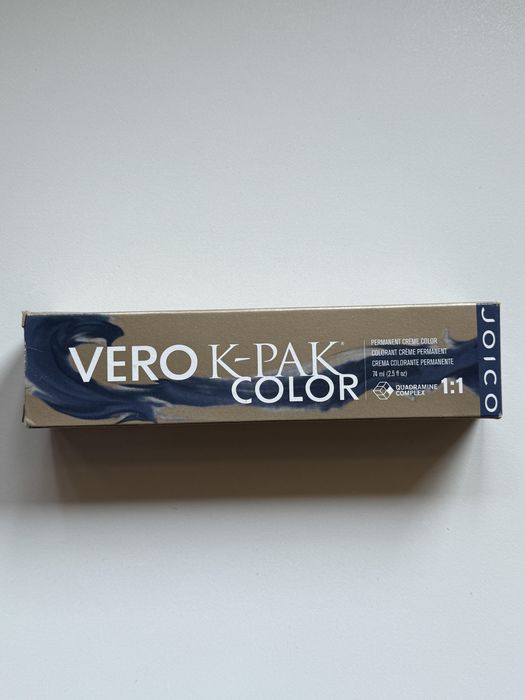 VERO K-PAK®
COLOR
PERMANENT CRÈME COLOR
COLORANT CRÈME PERMANENT
CREMA COLORANTE PERMANENTE
74 ml (2.5 fl oz)
QUADRAMINE
COMPLEX
1:1
JOICO